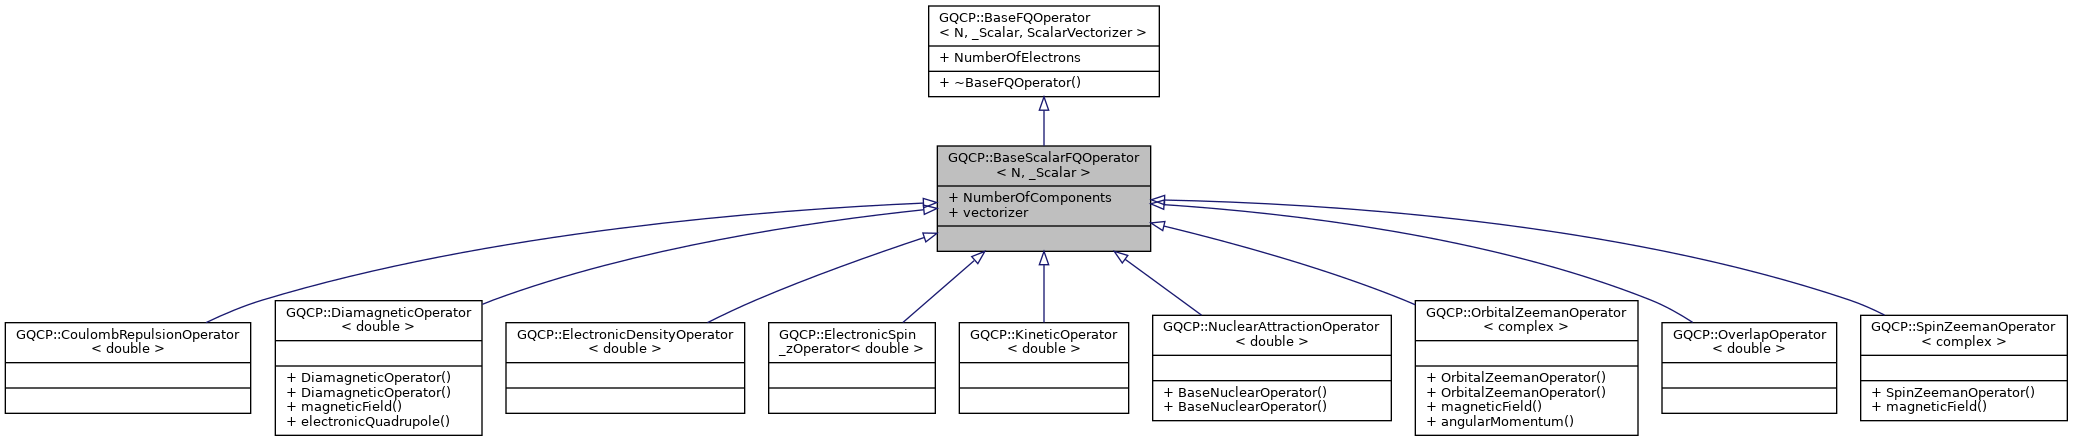 GQCP::BaseFQOperator
< N, _Scalar, ScalarVectorizer >
+ NumberOfElectrons
+ ~BaseFQOperator()
GQCP::BaseScalarFQOperator
< N, _Scalar >
+ NumberOfComponents
+ vectorizer
GQCP::CoulombRepulsionOperator
< double >
GQCP::DiamagneticOperator
< double >
+ DiamagneticOperator()
+ DiamagneticOperator()
+ magneticField()
+ electronicQuadrupole()
GQCP::ElectronicDensityOperator
< double >
GQCP::ElectronicSpin
_zOperator< double >
GQCP::KineticOperator
< double >
GQCP::NuclearAttractionOperator
< double >
+ BaseNuclearOperator()
+ BaseNuclearOperator()
GQCP::OrbitalZeemanOperator
< complex >
+ OrbitalZeemanOperator()
+ OrbitalZeemanOperator()
+ magneticField()
+ angularMomentum()
GQCP::OverlapOperator
< double >
GQCP::SpinZeemanOperator
< complex >
+ SpinZeemanOperator()
+ magneticField()